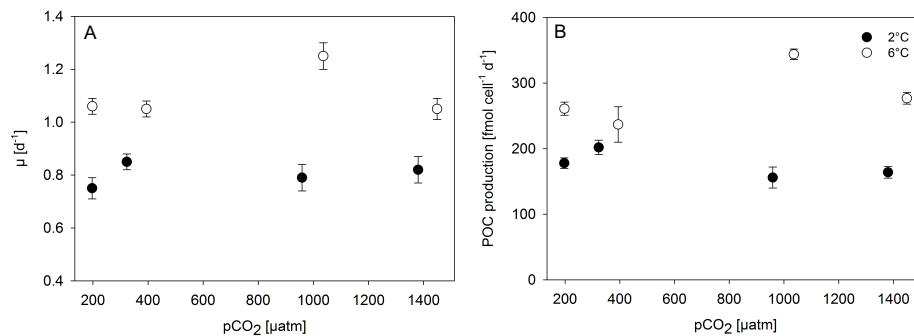 A
1.4
1.2
1.0
0.8
0.6
0.4
µ [d⁻¹]
200 400 600 800 1000 1200 1400
pCO₂ [µatm]
B
2°C
6°C
400
300
200
100
0
POC production [fmol cell⁻¹ d⁻¹]
200 400 600 800 1000 1200 1400
pCO₂ [µatm]